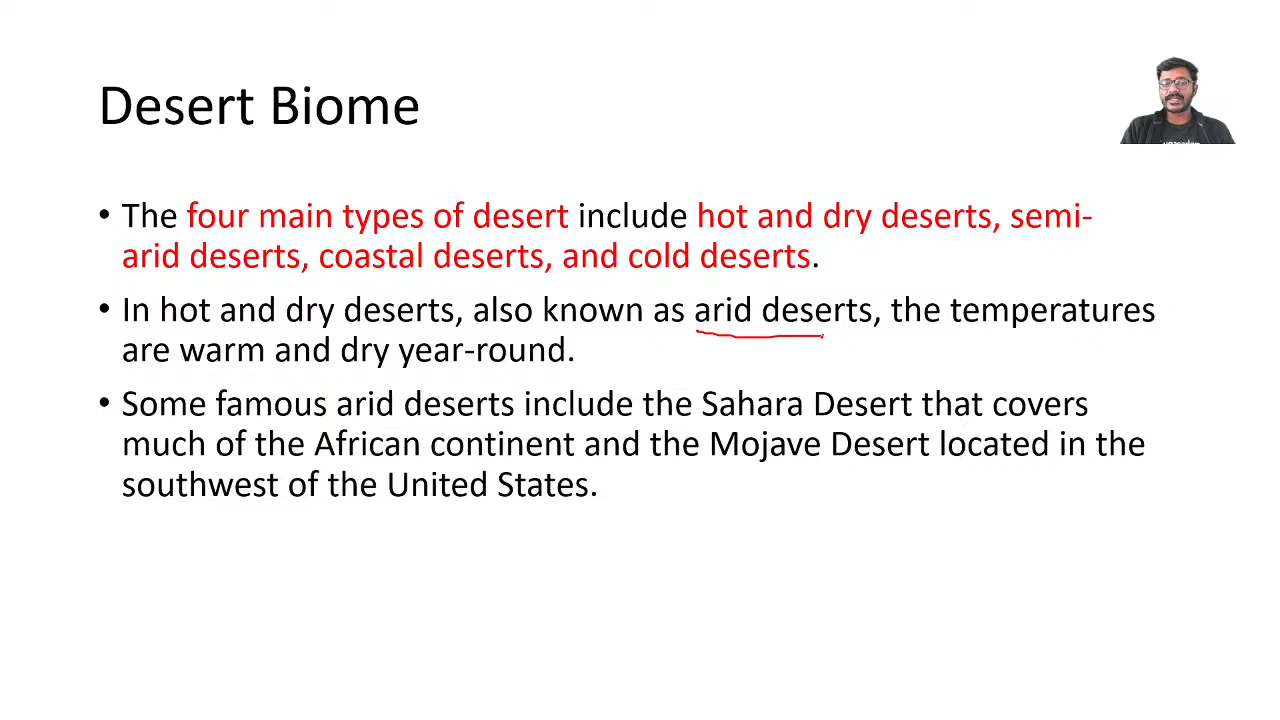 Desert Biome
• The four main types of desert include hot and dry deserts, semi-
arid deserts, coastal deserts, and cold deserts.
• In hot and dry deserts, also known as arid deserts, the temperatures
are warm and dry year-round.
• Some famous arid deserts include the Sahara Desert that covers
much of the African continent and the Mojave Desert located in the
southwest of the United States.